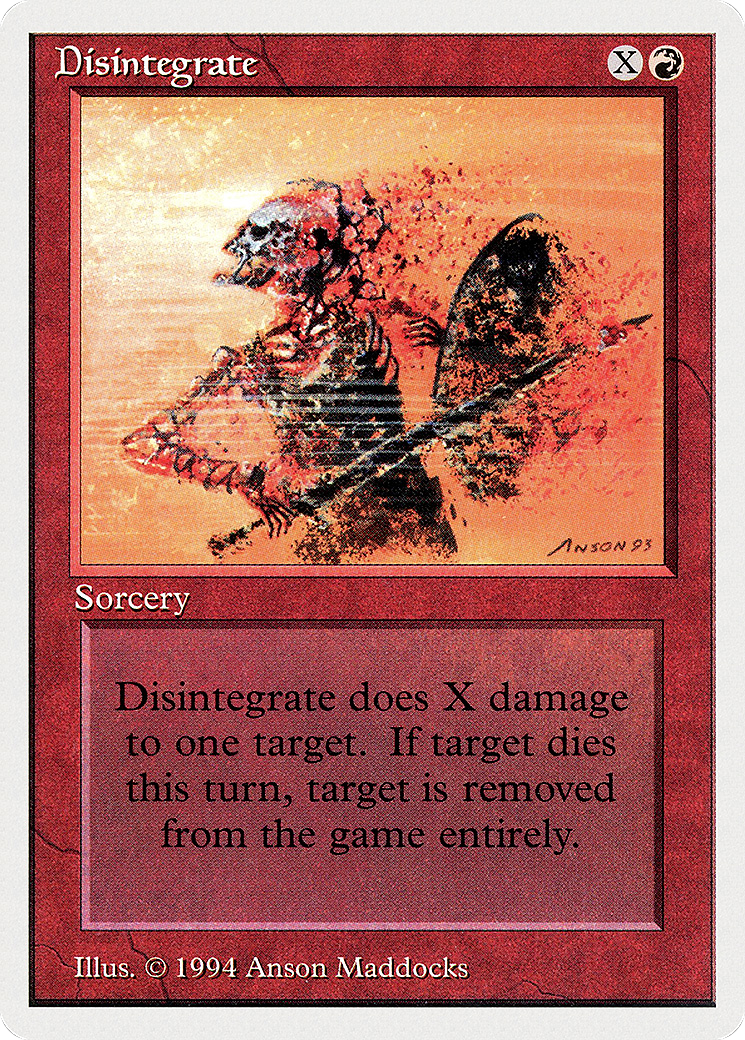 Disintegrate X
ANSON 93
Sorcery
Disintegrate does X damage
to one target. If target dies
this turn, target is removed
from the game entirely.
Illus. © 1994 Anson Maddocks